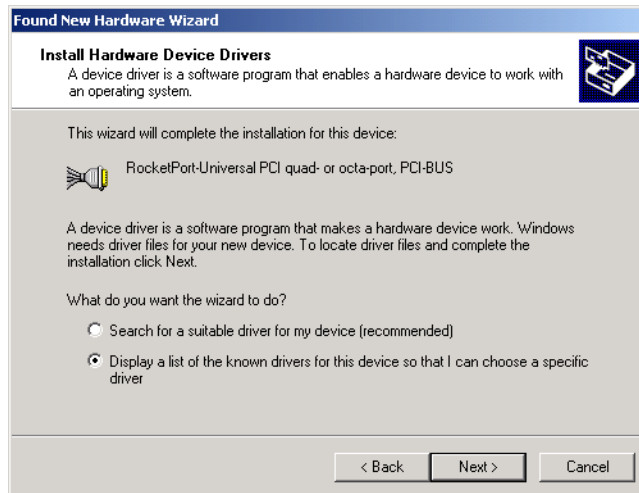 Found New Hardware Wizard
Install Hardware Device Drivers
A device driver is a software program that enables a hardware device to work with
an operating system.
This wizard will complete the installation for this device:
RocketPort-Universal PCI quad- or octa-port, PCI-BUS
A device driver is a software program that makes a hardware device work. Windows
needs driver files for your new device. To locate driver files and complete the
installation click Next.
What do you want the wizard to do?
Search for a suitable driver for my device (recommended)
Display a list of the known drivers for this device so that I can choose a specific
driver
< Back Next > Cancel